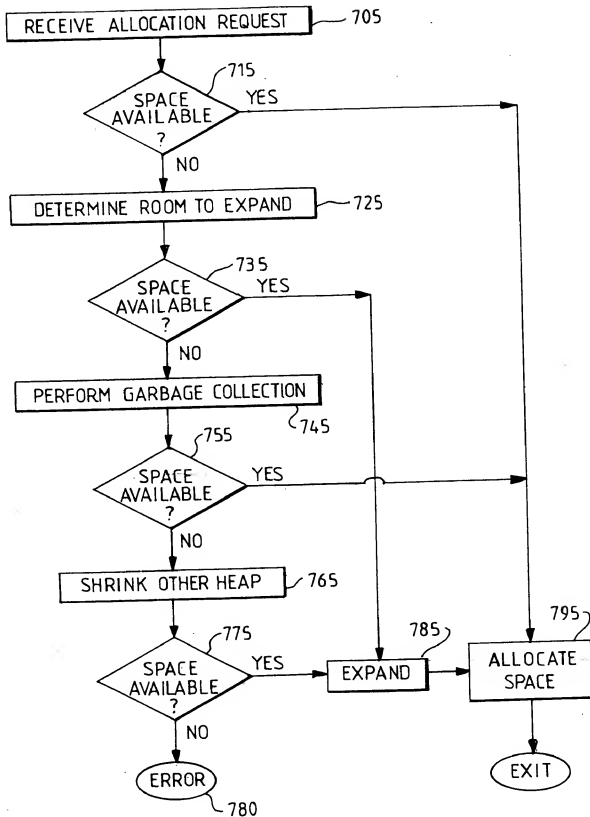 RECEIVE ALLOCATION REQUEST
705
715
SPACE
AVAILABLE
?
YES
NO
DETERMINE ROOM TO EXPAND
725
735
SPACE
AVAILABLE
?
YES
NO
PERFORM GARBAGE COLLECTION
745
755
SPACE
AVAILABLE
?
YES
NO
SHRINK OTHER HEAP
765
775
SPACE
AVAILABLE
?
YES
NO
785
EXPAND
795
ALLOCATE
SPACE
ERROR
780
EXIT